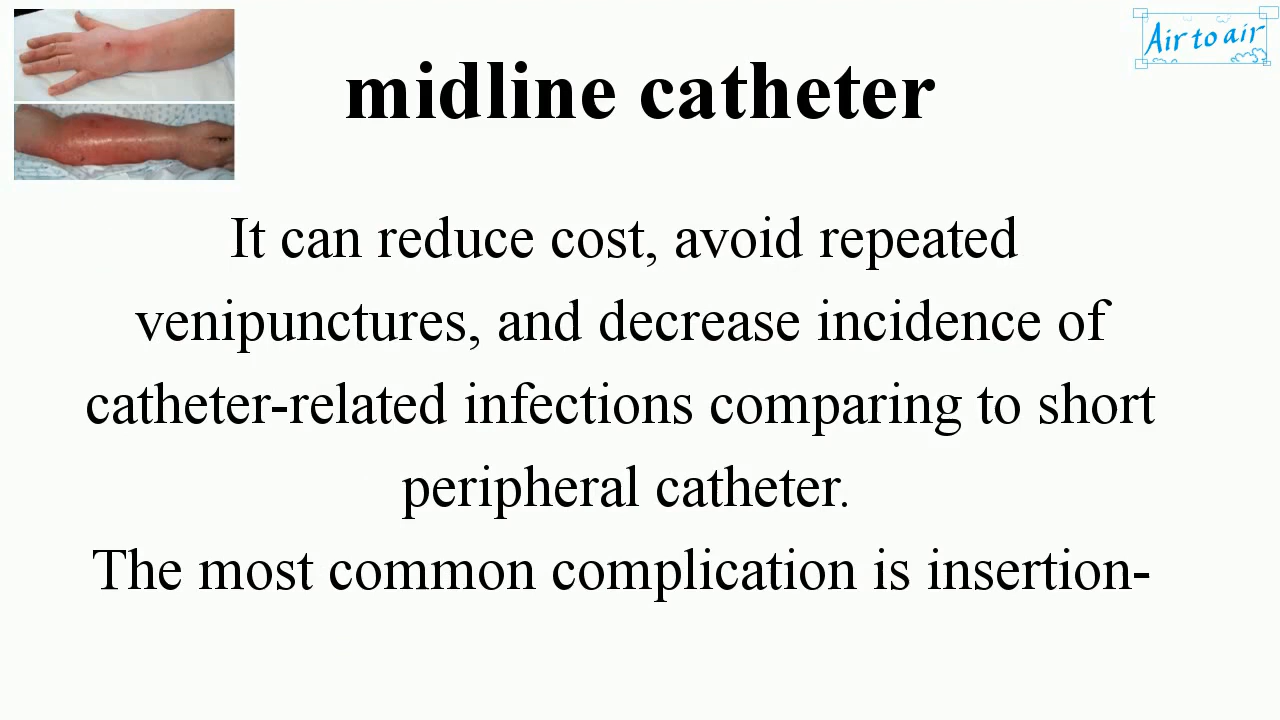 Air to air
midline catheter
It can reduce cost, avoid repeated
venipunctures, and decrease incidence of
catheter-related infections comparing to short
peripheral catheter.
The most common complication is insertion-